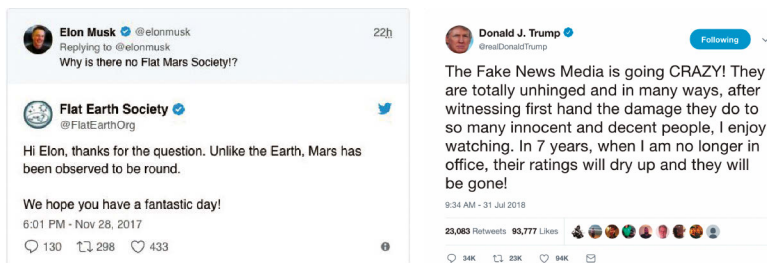 Elon Musk @elonmusk 22h
Replying to @elonmusk
Why is there no Flat Mars Society!?
Flat Earth Society
@FlatEarthOrg
Hi Elon, thanks for the question. Unlike the Earth, Mars has
been observed to be round.
We hope you have a fantastic day!
6:01 PM - Nov 28, 2017
130 298 433
Donald J. Trump
@realDonaldTrump
Following
The Fake News Media is going CRAZY! They
are totally unhinged and in many ways, after
witnessing first hand the damage they do to
so many innocent and decent people, I enjoy
watching. In 7 years, when I am no longer in
office, their ratings will dry up and they will
be gone!
9:34 AM - 31 Jul 2018
23,083 Retweets 93,777 Likes
34K 23K 94K